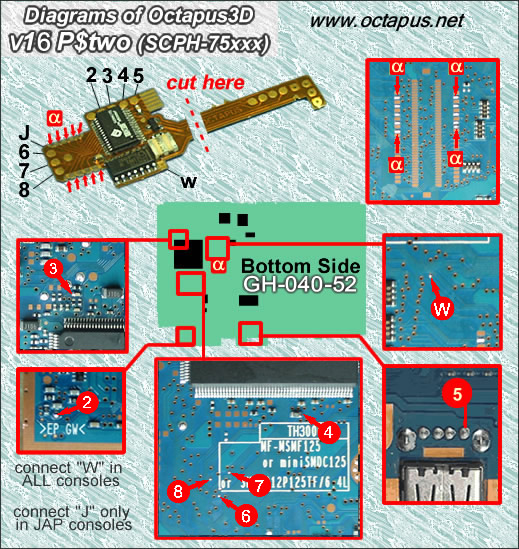 Diagrams of Octapus3D
www.octapus.net
v16 P$two (SCPH-75xxx)
2 3 4 5
cut here
α
J
6
7
8
W
α α
α α
3
α
Bottom Side
GH-040-52
W
2
>EP GW<
connect "W" in
ALL consoles
connect "J" only
in JAP consoles
4
TH300
MF-MSMF125
or miniSMDC125
8 7
or 12P125TF/6-4L
6
5